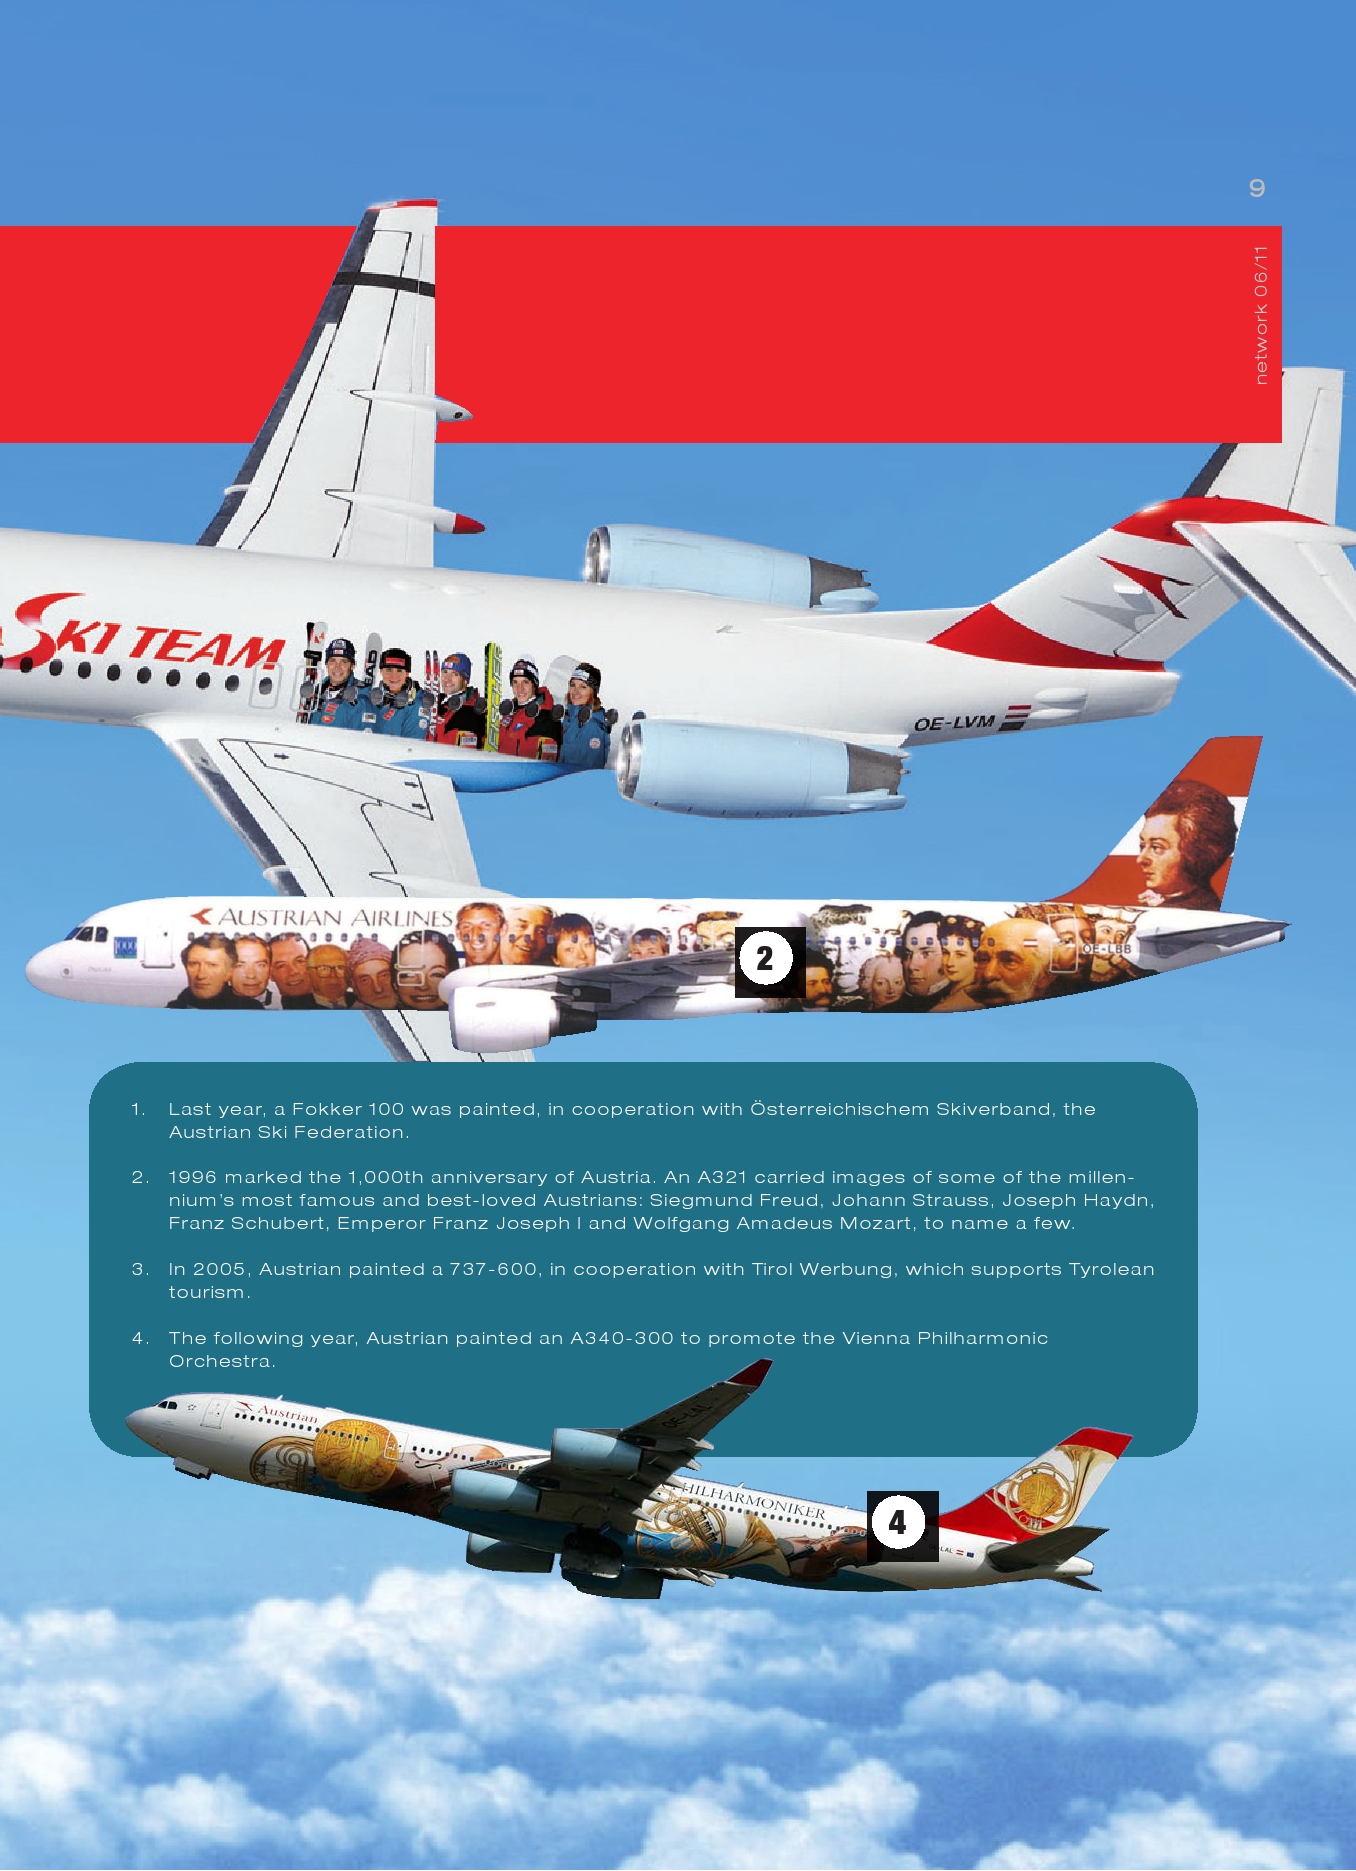 9
network 06/11
SKI TEAM
HEAD
OE-LVM
AUSTRIAN AIRLINES
OE-LBB
2
1. Last year, a Fokker 100 was painted, in cooperation with Österreichischem Skiverband, the
Austrian Ski Federation.
2. 1996 marked the 1,000th anniversary of Austria. An A321 carried images of some of the millen-
nium's most famous and best-loved Austrians: Siegmund Freud, Johann Strauss, Joseph Haydn,
Franz Schubert, Emperor Franz Joseph I and Wolfgang Amadeus Mozart, to name a few.
3. In 2005, Austrian painted a 737-600, in cooperation with Tirol Werbung, which supports Tyrolean
tourism.
4. The following year, Austrian painted an A340-300 to promote the Vienna Philharmonic
Orchestra.
Austrian
OE-LAL
HILHARMONIKER
4